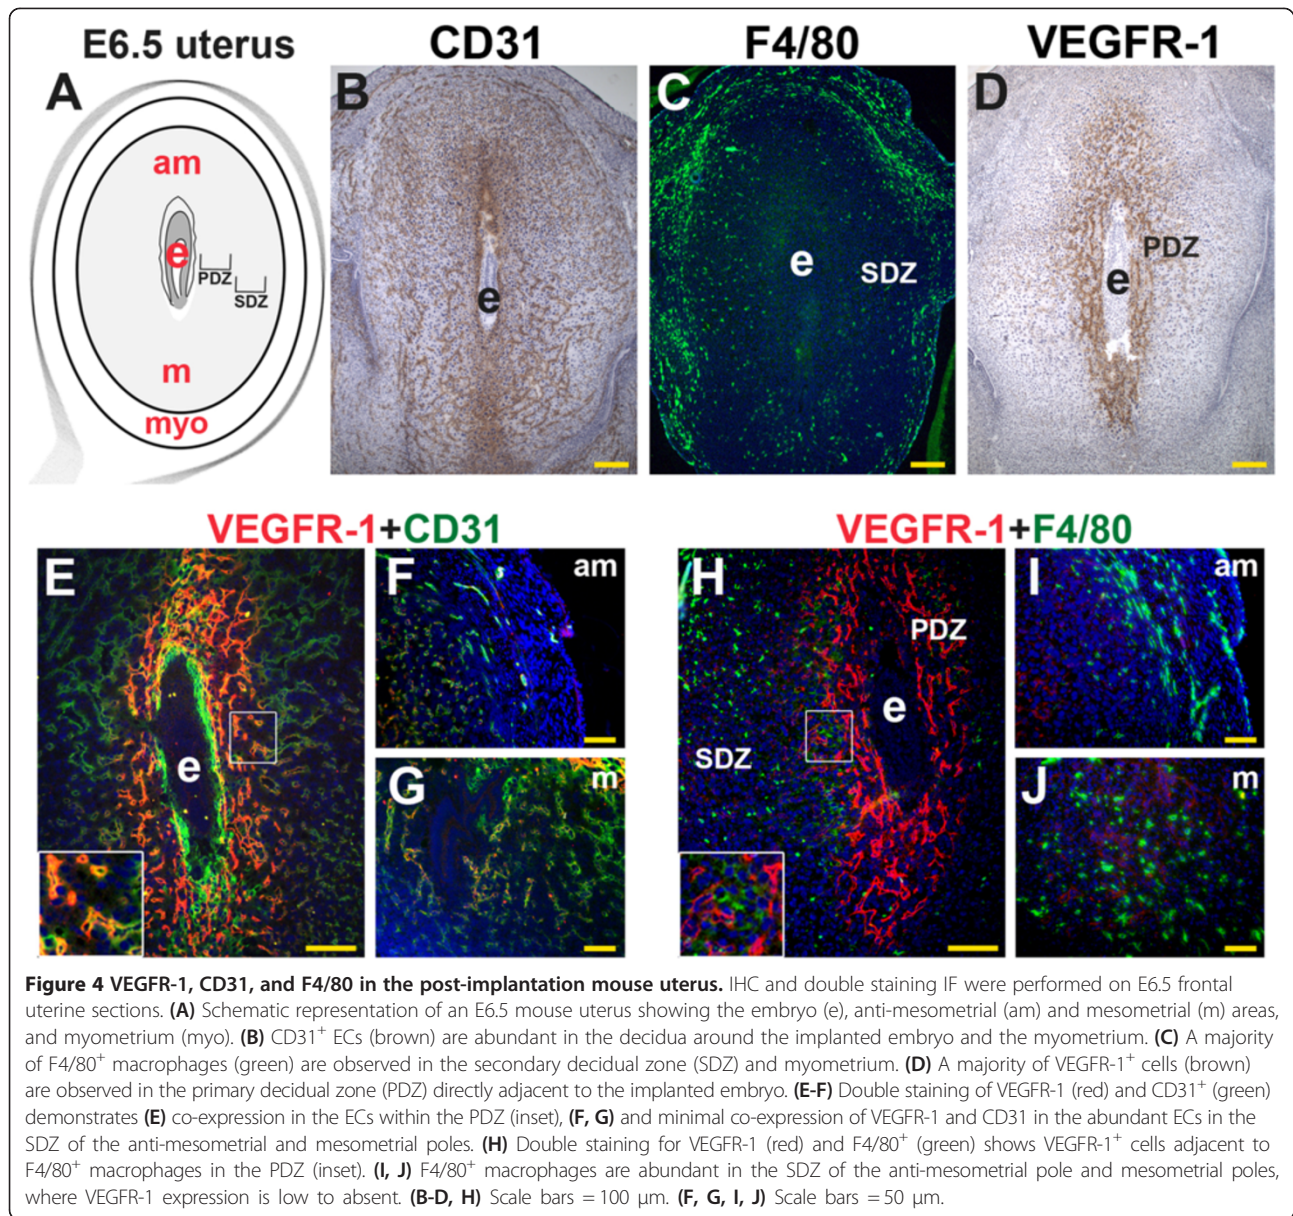 E6.5 uterus
CD31
F4/80
VEGFR-1
A
am
e
PDZ
SDZ
m
myo
B
e
C
e
SDZ
D
PDZ
e
VEGFR-1+CD31
VEGFR-1+F4/80
E
e
F
am
G
m
H
PDZ
e
SDZ
I
am
J
m
Figure 4 VEGFR-1, CD31, and F4/80 in the post-implantation mouse uterus. IHC and double staining IF were performed on E6.5 frontal
uterine sections. (A) Schematic representation of an E6.5 mouse uterus showing the embryo (e), anti-mesometrial (am) and mesometrial (m) areas,
and myometrium (myo). (B) CD31⁺ ECs (brown) are abundant in the decidua around the implanted embryo and the myometrium. (C) A majority
of F4/80⁺ macrophages (green) are observed in the secondary decidual zone (SDZ) and myometrium. (D) A majority of VEGFR-1⁺ cells (brown)
are observed in the primary decidual zone (PDZ) directly adjacent to the implanted embryo. (E-F) Double staining of VEGFR-1 (red) and CD31⁺ (green)
demonstrates (E) co-expression in the ECs within the PDZ (inset), (F, G) and minimal co-expression of VEGFR-1 and CD31 in the abundant ECs in the
SDZ of the anti-mesometrial and mesometrial poles. (H) Double staining for VEGFR-1 (red) and F4/80⁺ (green) shows VEGFR-1⁺ cells adjacent to
F4/80⁺ macrophages in the PDZ (inset). (I, J) F4/80⁺ macrophages are abundant in the SDZ of the anti-mesometrial pole and mesometrial poles,
where VEGFR-1 expression is low to absent. (B-D, H) Scale bars = 100 μm. (F, G, I, J) Scale bars = 50 μm.